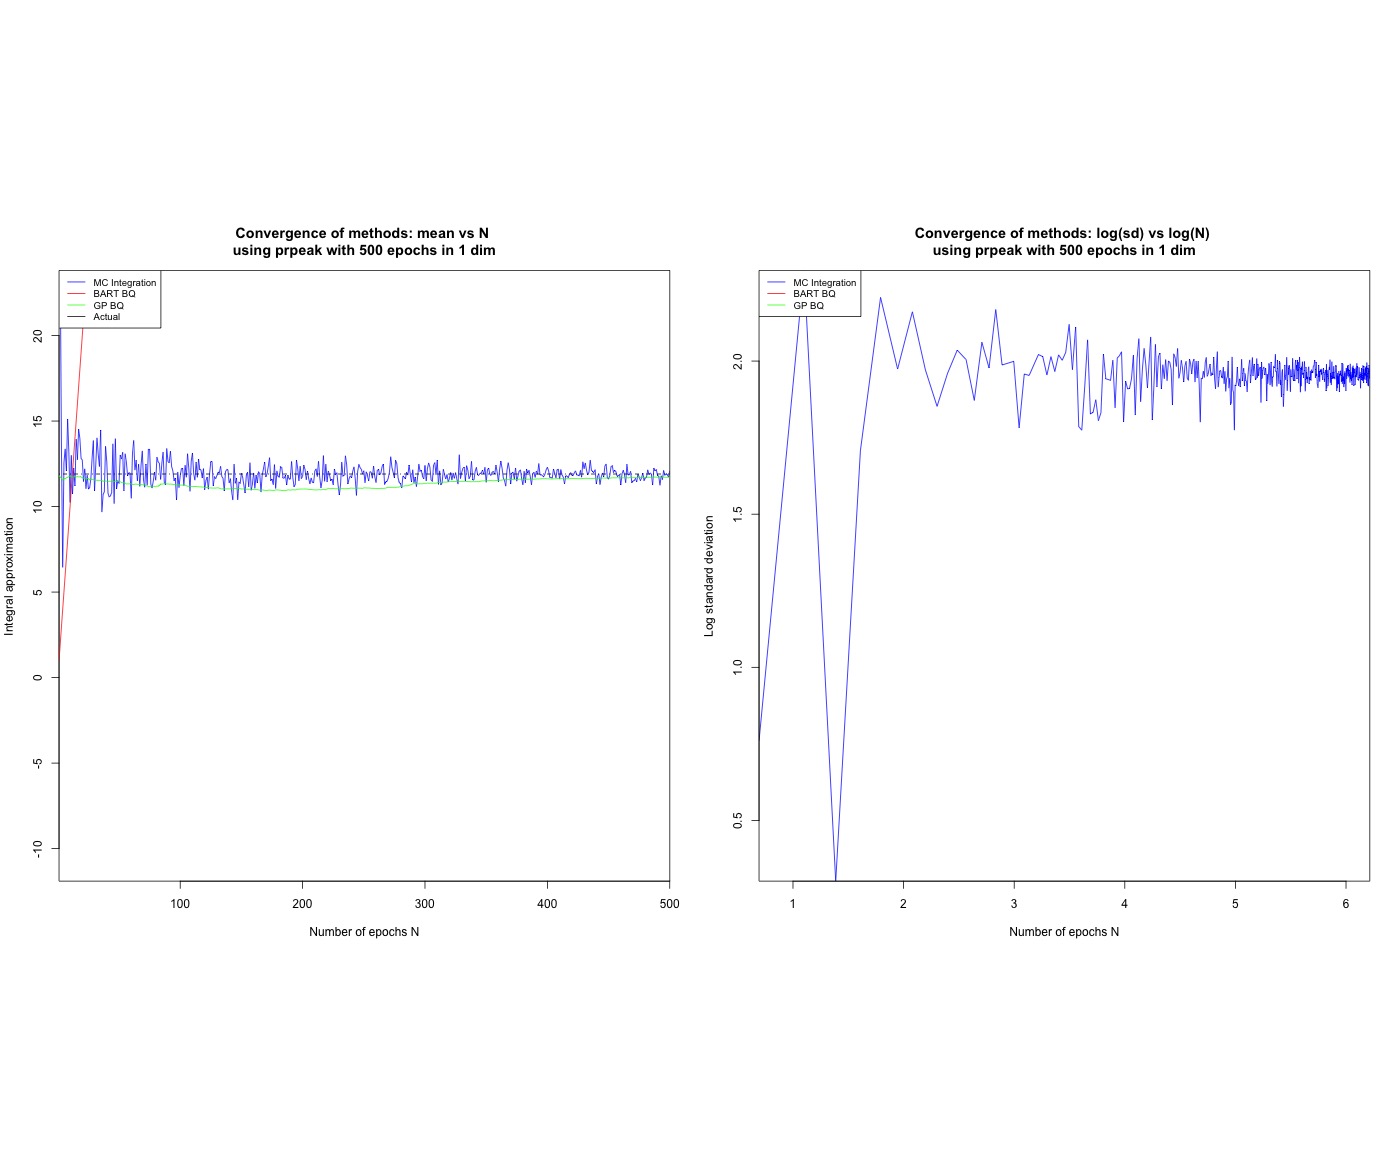 Convergence of methods: mean vs N
using prpeak with 500 epochs in 1 dim
MC Integration
BART BQ
GP BQ
Actual
Integral approximation
20
15
10
5
0
-5
-10
100 200 300 400 500
Number of epochs N
Convergence of methods: log(sd) vs log(N)
using prpeak with 500 epochs in 1 dim
MC Integration
BART BQ
GP BQ
Log standard deviation
2.0
1.5
1.0
0.5
1 2 3 4 5 6
Number of epochs N